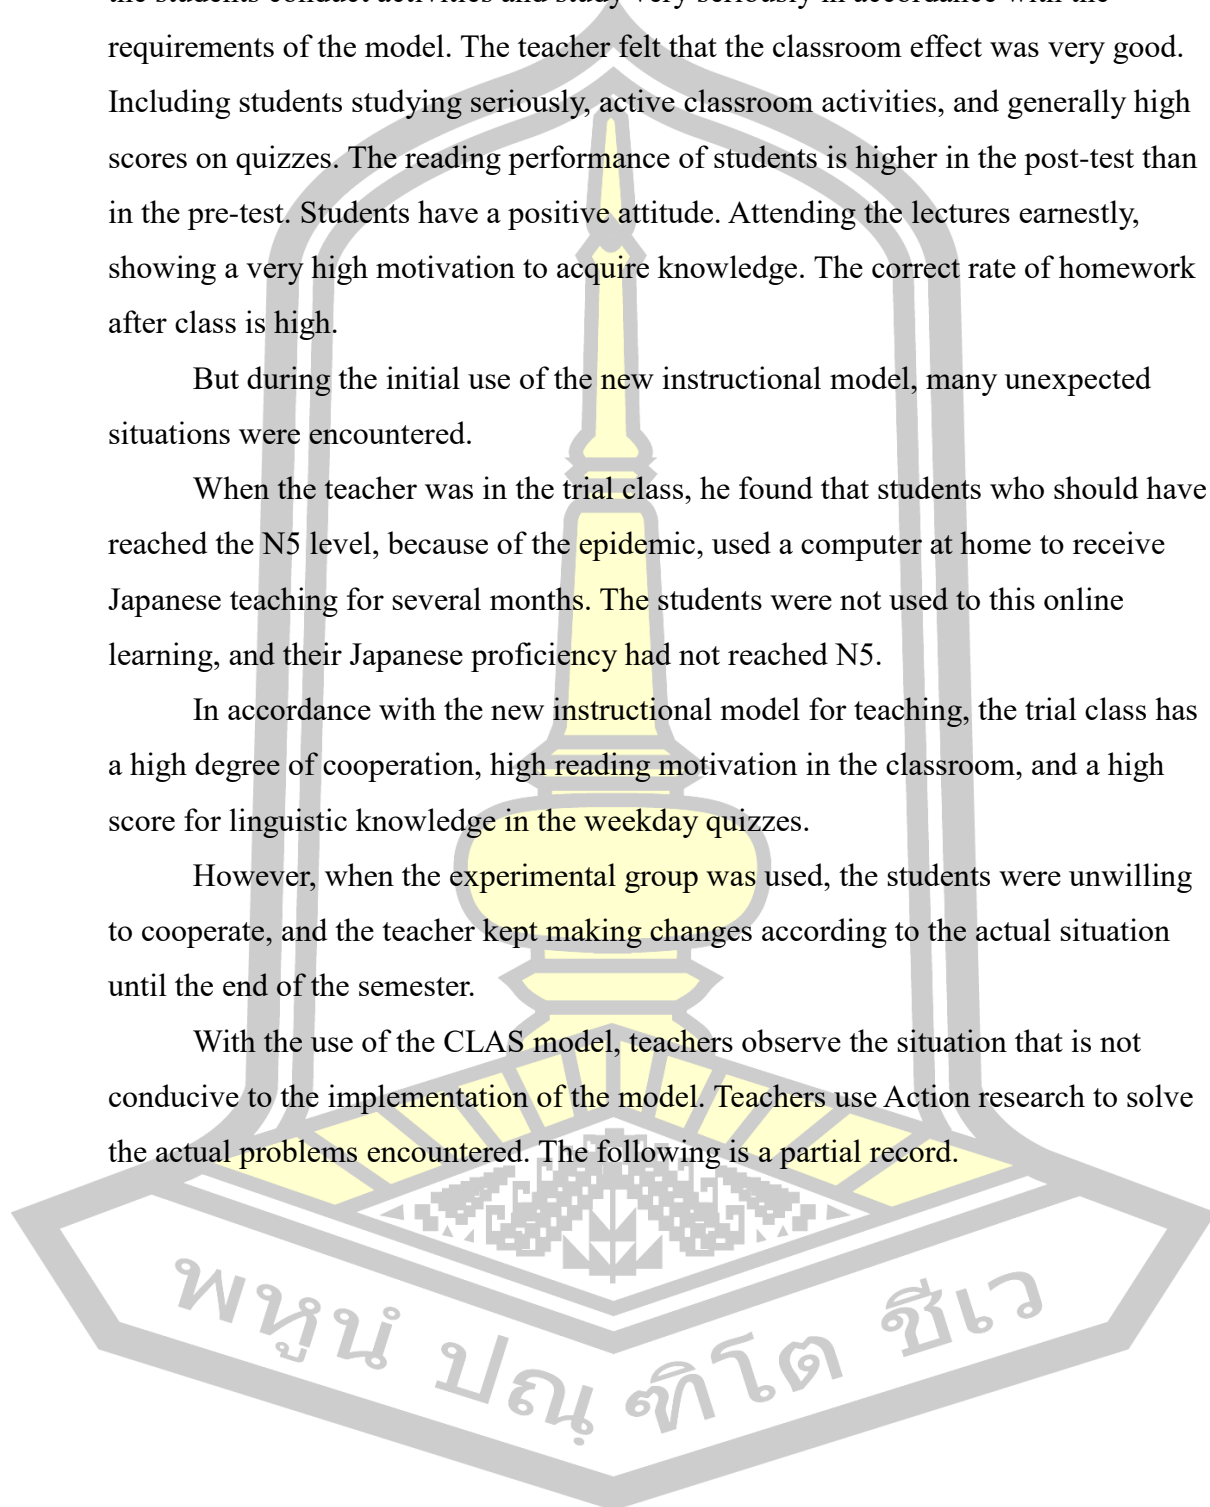 the students conduct activities and study very seriously in accordance with the
requirements of the model. The teacher felt that the classroom effect was very good.
Including students studying seriously, active classroom activities, and generally high
scores on quizzes. The reading performance of students is higher in the post-test than
in the pre-test. Students have a positive attitude. Attending the lectures earnestly,
showing a very high motivation to acquire knowledge. The correct rate of homework
after class is high.
But during the initial use of the new instructional model, many unexpected
situations were encountered.
When the teacher was in the trial class, he found that students who should have
reached the N5 level, because of the epidemic, used a computer at home to receive
Japanese teaching for several months. The students were not used to this online
learning, and their Japanese proficiency had not reached N5.
In accordance with the new instructional model for teaching, the trial class has
a high degree of cooperation, high reading motivation in the classroom, and a high
score for linguistic knowledge in the weekday quizzes.
However, when the experimental group was used, the students were unwilling
to cooperate, and the teacher kept making changes according to the actual situation
until the end of the semester.
With the use of the CLAS model, teachers observe the situation that is not
conducive to the implementation of the model. Teachers use Action research to solve
the actual problems encountered. The following is a partial record.
พหูนํ ปณฺฑิโต ชีเว